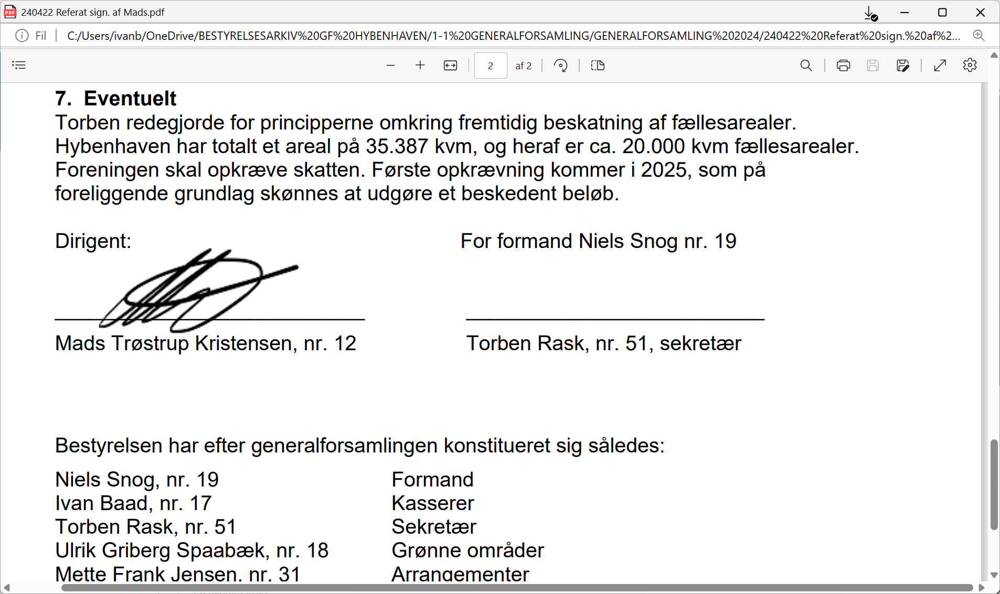 240422 Referat sign. af Mads.pdf
Fil
C:/Users/ivanb/OneDrive/BESTYRELSESARKIV%20GF%20HYBENHAVEN/1-1%20GENERALFORSAMLING/GENERALFORSAMLING%202024/240422%20Referat%20sign.%20af%2...
2 af 2
7. Eventuelt
Torben redegjorde for principperne omkring fremtidig beskatning af fællesarealer.
Hybenhaven har totalt et areal på 35.387 kvm, og heraf er ca. 20.000 kvm fællesarealer.
Foreningen skal opkræve skatten. Første opkrævning kommer i 2025, som på
foreliggende grundlag skønnes at udgøre et beskedent beløb.
Dirigent:
For formand Niels Snog nr. 19
Mads Trøstrup Kristensen, nr. 12
Torben Rask, nr. 51, sekretær
Bestyrelsen har efter generalforsamlingen konstitueret sig således:
Niels Snog, nr. 19 Formand
Ivan Baad, nr. 17 Kasserer
Torben Rask, nr. 51 Sekretær
Ulrik Griberg Spaabæk, nr. 18 Grønne områder
Mette Frank Jensen, nr. 31 Arrangementer